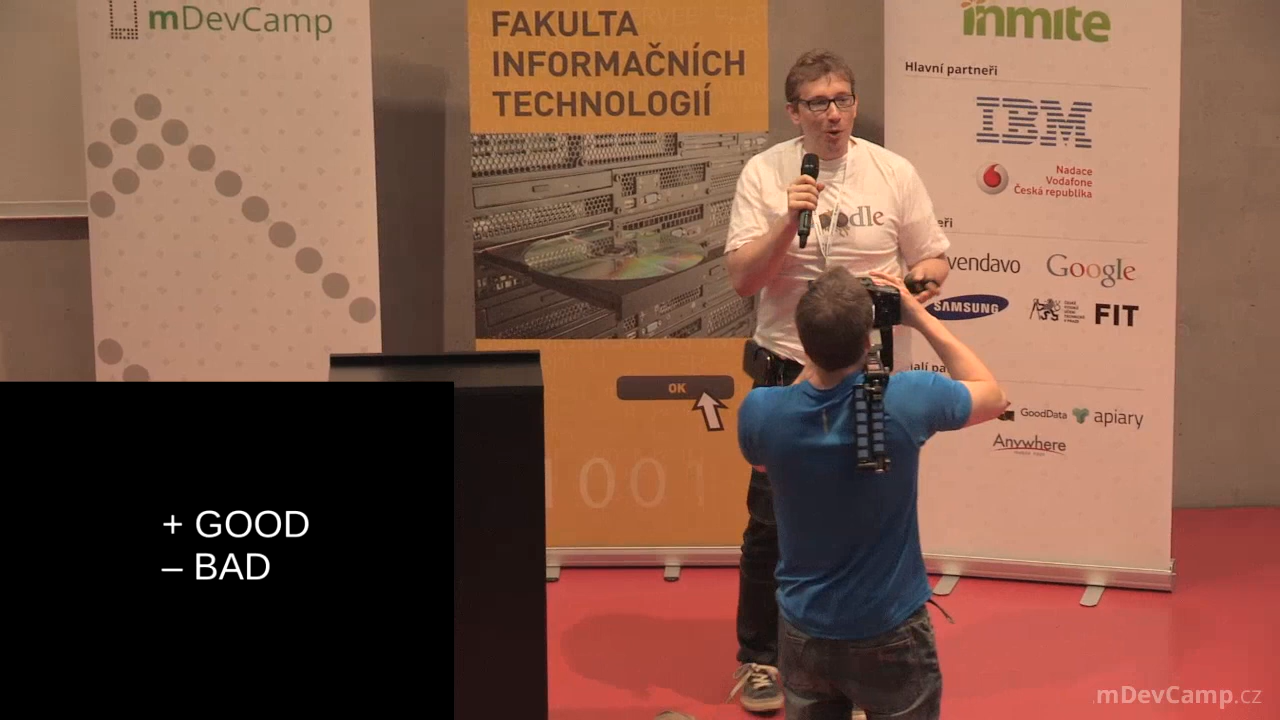 mDevCamp
FAKULTA
INFORMAČNÍCH
TECHNOLOGIÍ
OK
1001
inmite
Hlavní partneři
IBM
Nadace
Vodafone
Česká republika
vendavo
Google
SAMSUNG
FIT
GoodData
apiary
Anywhere
+ GOOD
– BAD
mDevCamp.cz